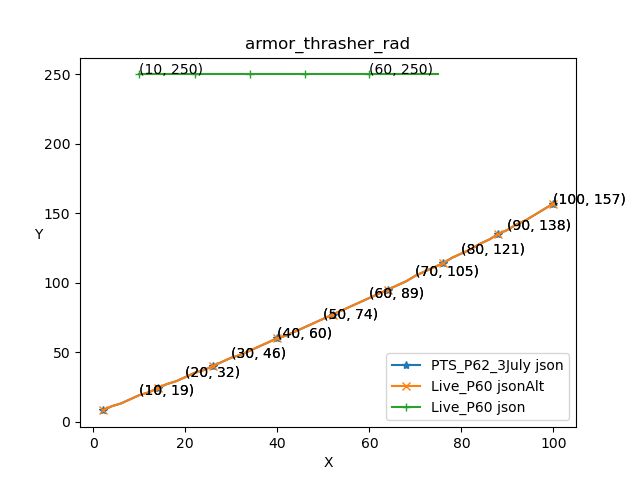 armor_thrasher_rad
250
(10, 250)
(60, 250)
200
150
(100, 157)
(90, 138)
Y
(80, 121)
(70, 105)
100
(60, 89)
(50, 74)
(40, 60)
50
(30, 46)
(20, 32)
(10, 19)
0
PTS_P62_3July json
Live_P60 jsonAlt
Live_P60 json
0 20 40 60 80 100
X